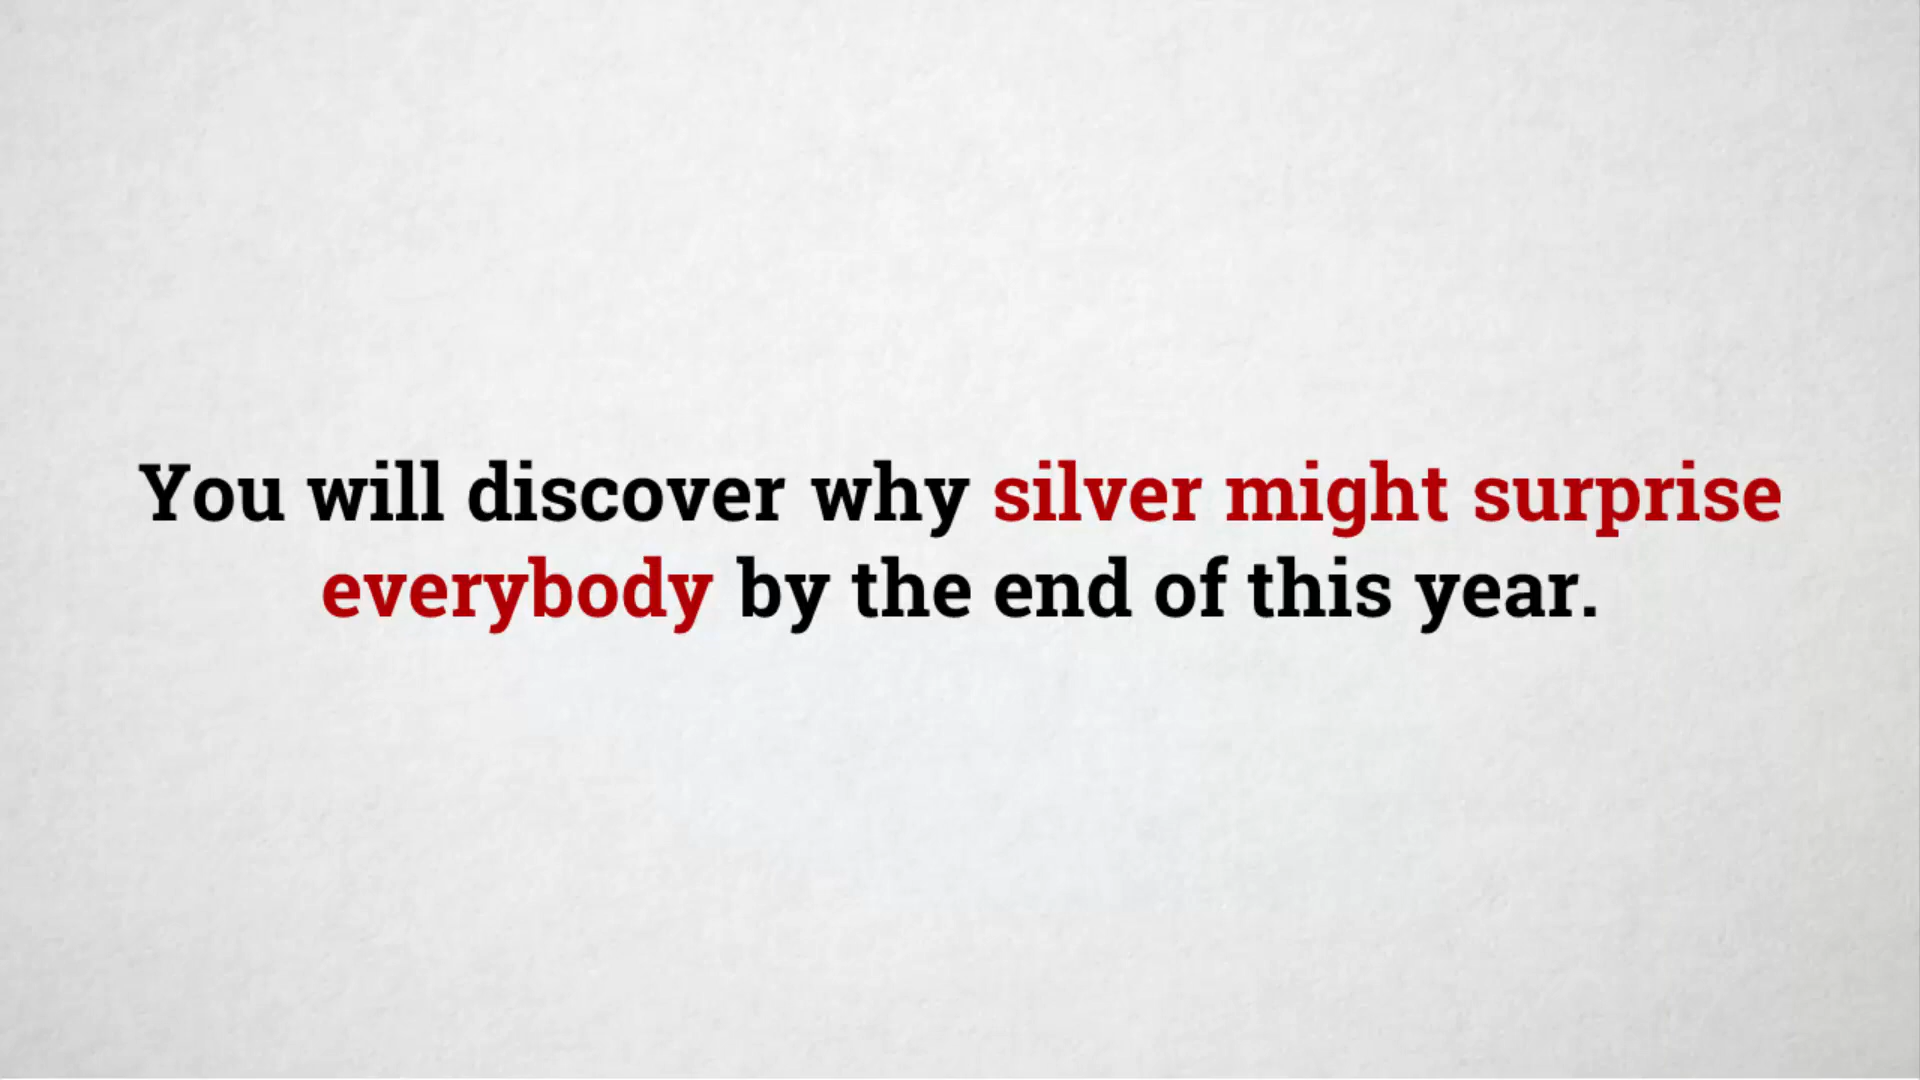 You will discover why silver might surprise
everybody by the end of this year.